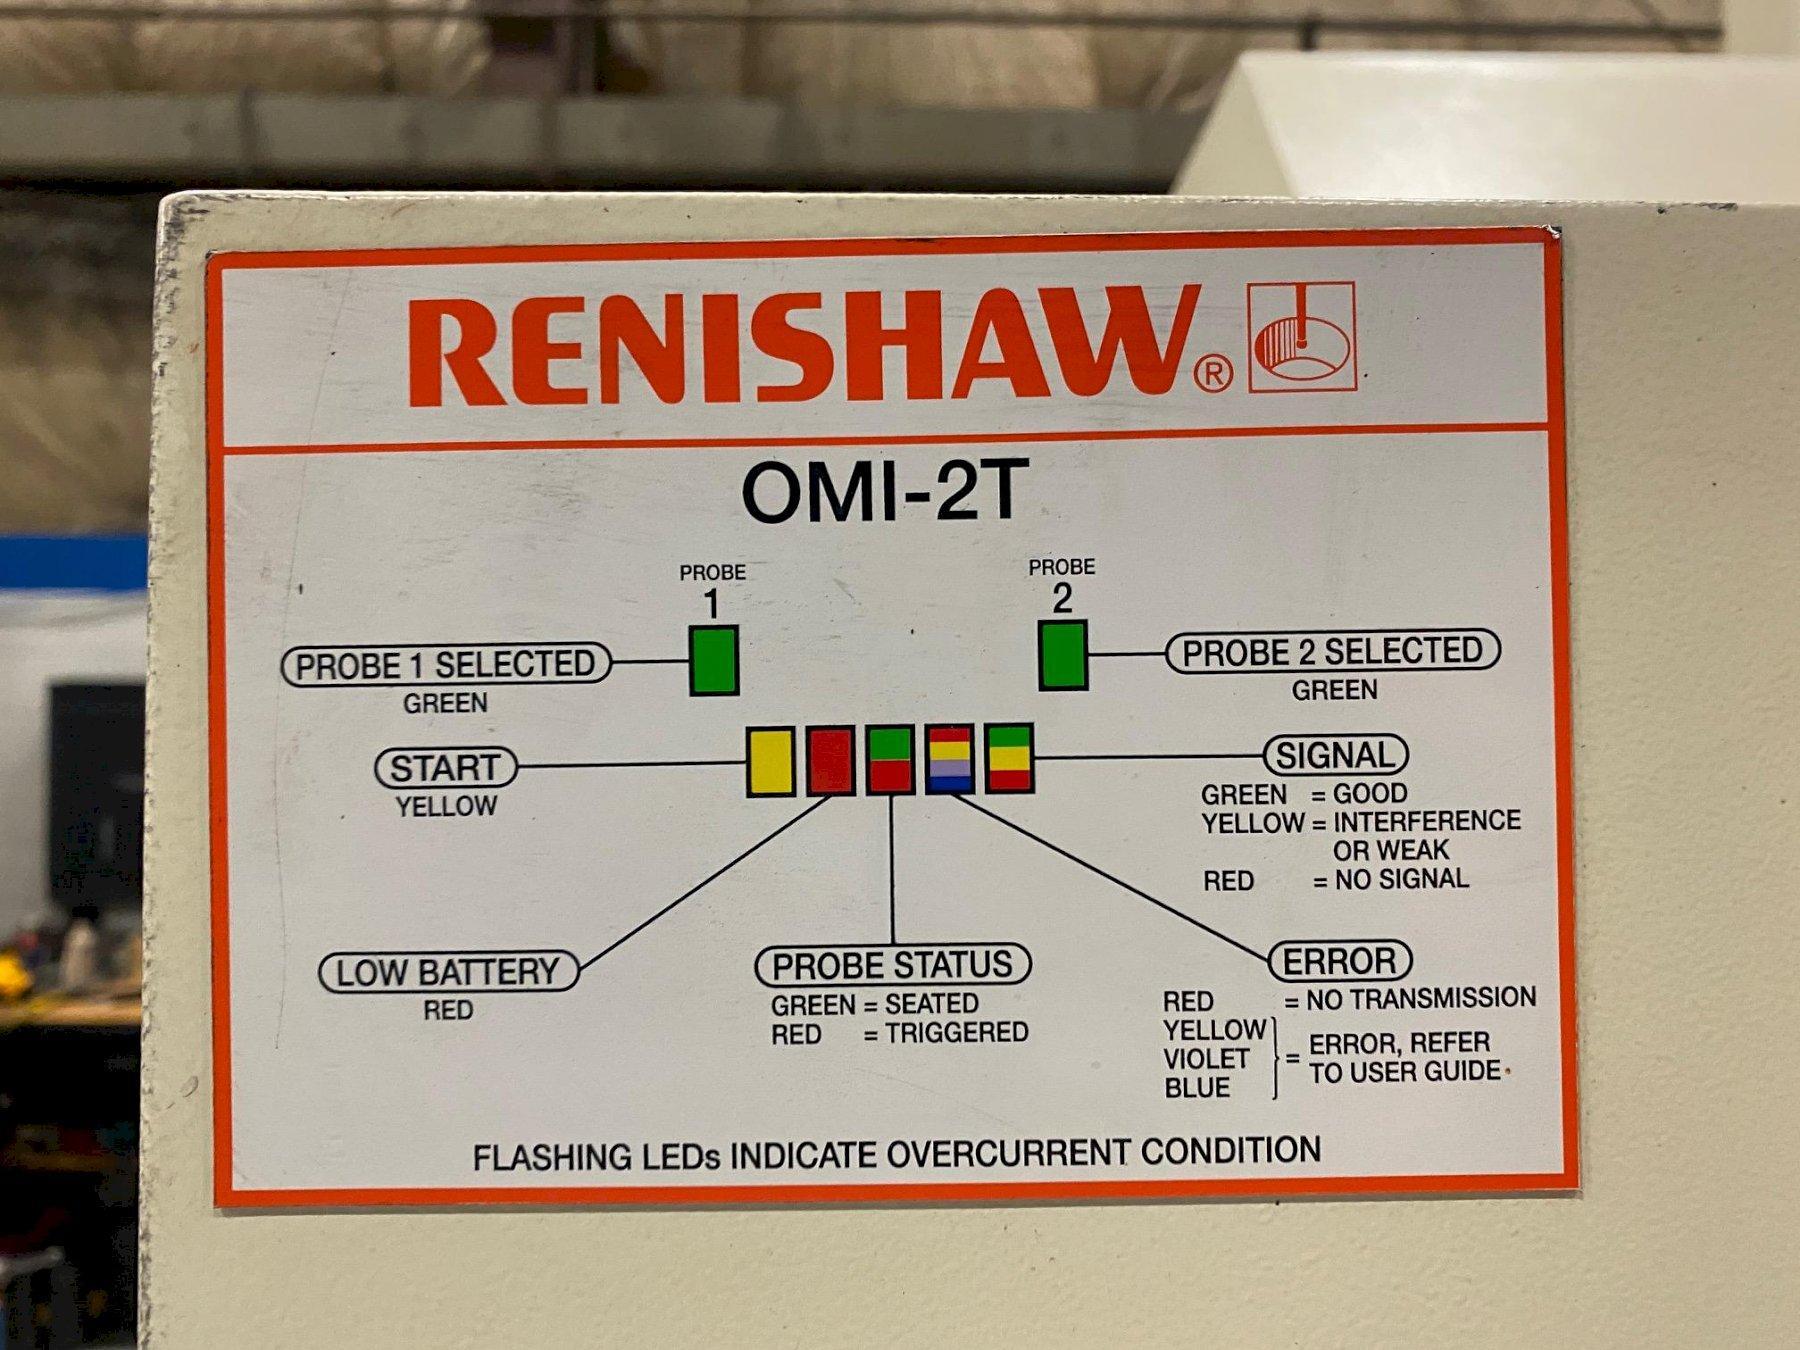 RENISHAW®
OMI-2T
PROBE
1
PROBE
2
PROBE 1 SELECTED
GREEN
PROBE 2 SELECTED
GREEN
START
YELLOW
SIGNAL
GREEN = GOOD
YELLOW = INTERFERENCE
OR WEAK
RED = NO SIGNAL
LOW BATTERY
RED
PROBE STATUS
GREEN = SEATED
RED = TRIGGERED
ERROR
RED = NO TRANSMISSION
YELLOW
VIOLET
BLUE
= ERROR, REFER
TO USER GUIDE
FLASHING LEDs INDICATE OVERCURRENT CONDITION